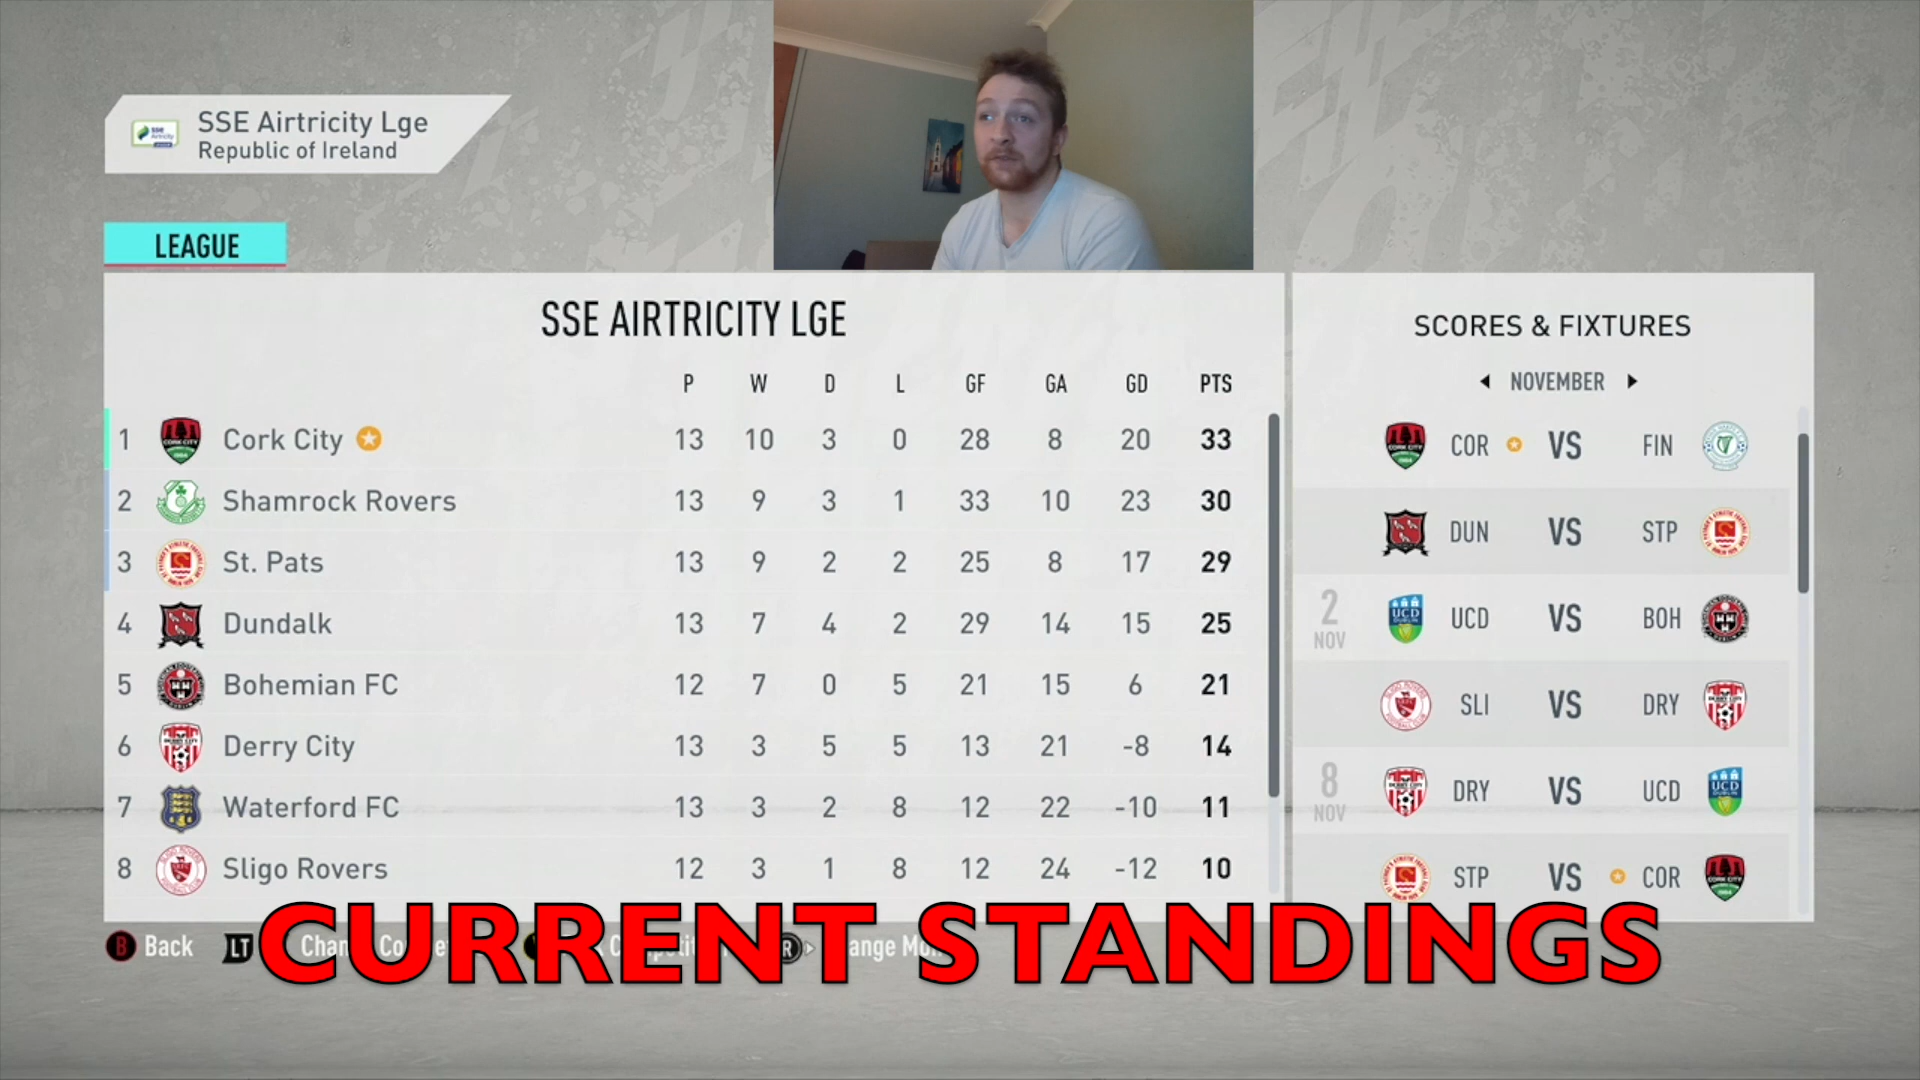 SSE Airtricity Lge
Republic of Ireland
LEAGUE
SSE AIRTRICITY LGE
P W D L GF GA GD PTS
1 Cork City 13 10 3 0 28 8 20 33
2 Shamrock Rovers 13 9 3 1 33 10 23 30
3 St. Pats 13 9 2 2 25 8 17 29
4 Dundalk 13 7 4 2 29 14 15 25
5 Bohemian FC 12 7 0 5 21 15 6 21
6 Derry City 13 3 5 5 13 21 -8 14
7 Waterford FC 13 3 2 8 12 22 -10 11
8 Sligo Rovers 12 3 1 8 12 24 -12 10
SCORES & FIXTURES
NOVEMBER
COR VS FIN
DUN VS STP
2 NOV
UCD VS BOH
SLI VS DRY
8 NOV
DRY VS UCD
STP VS COR
B Back LT
CURRENT STANDINGS